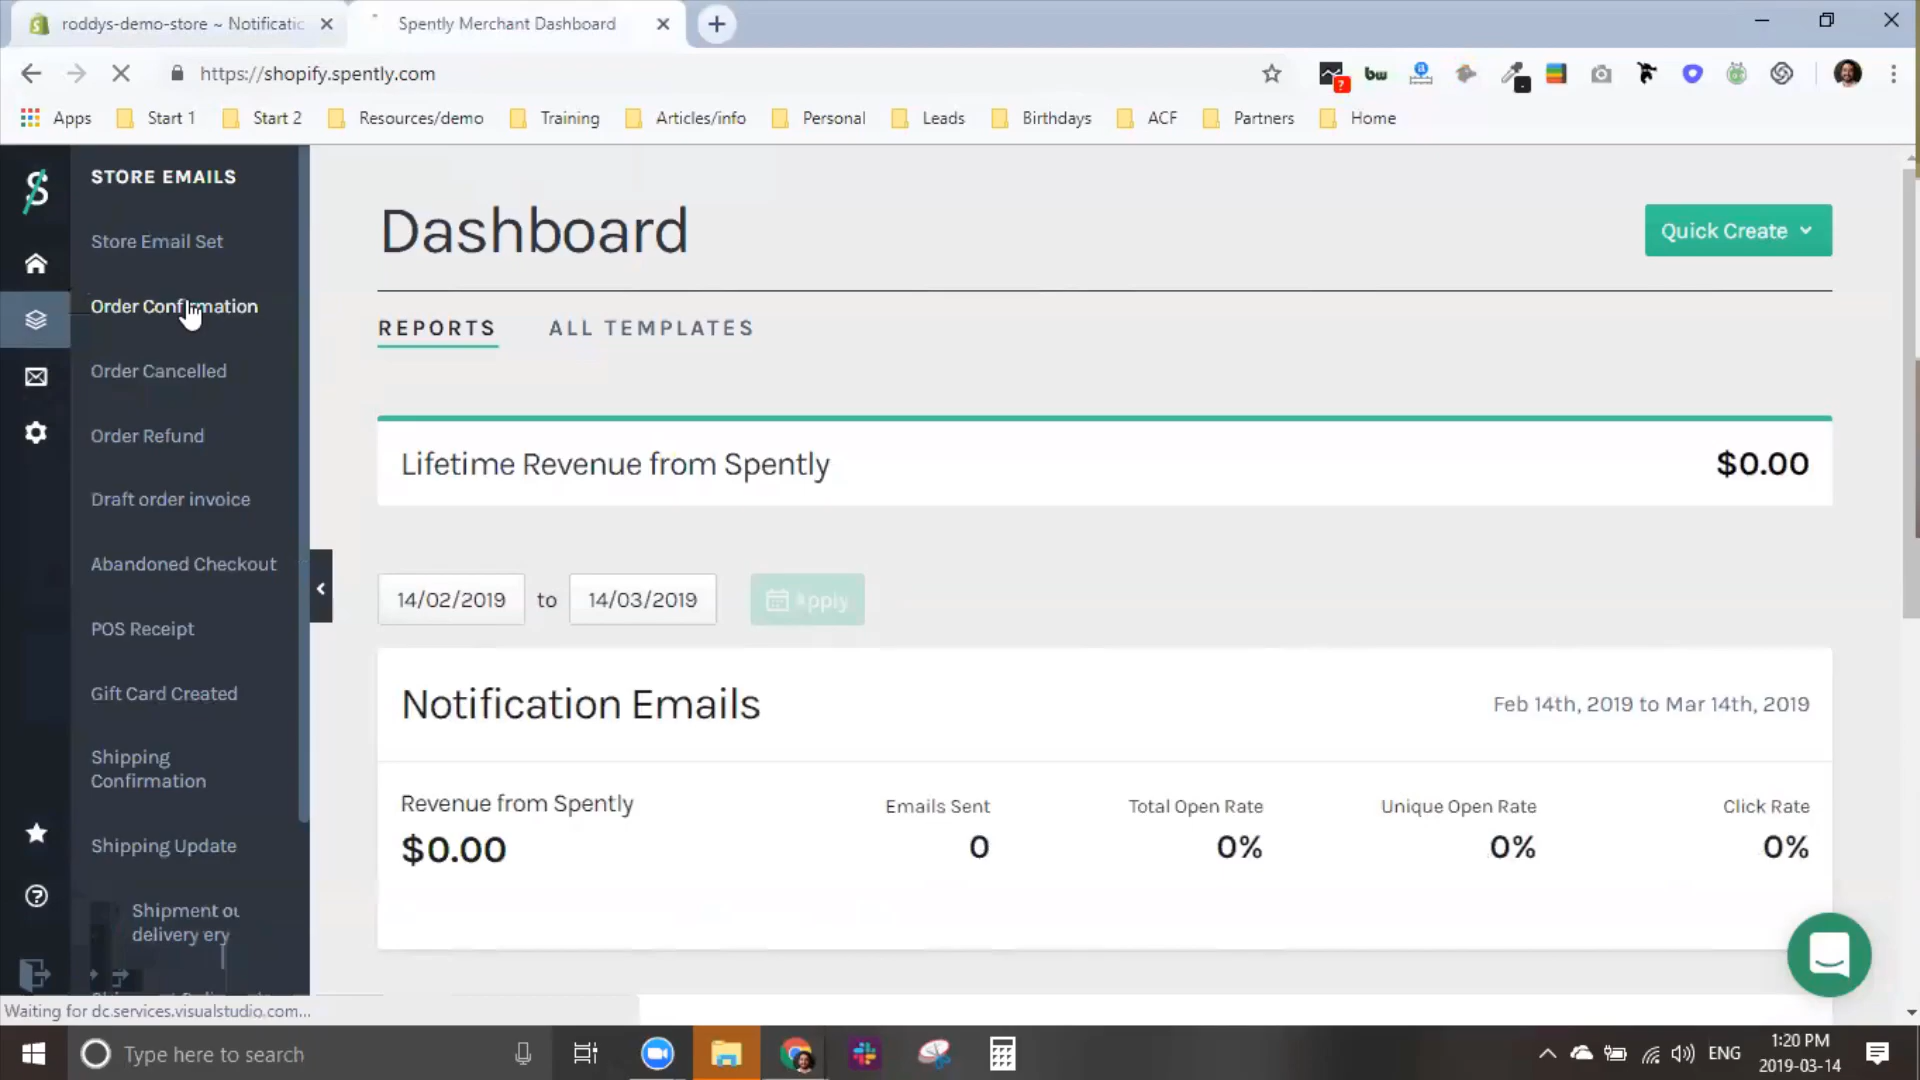 roddys-demo-store ~ Notificatio
Spently Merchant Dashboard
https://shopify.spently.com
Apps
Start 1
Start 2
Resources/demo
Training
Articles/info
Personal
Leads
Birthdays
ACF
Partners
Home
STORE EMAILS
Store Email Set
Order Confirmation
Order Cancelled
Order Refund
Draft order invoice
Abandoned Checkout
POS Receipt
Gift Card Created
Shipping
Confirmation
Shipping Update
Shipment ou
delivery ery
Dashboard
Quick Create
REPORTS
ALL TEMPLATES
Lifetime Revenue from Spently
$0.00
14/02/2019 to 14/03/2019
Apply
Notification Emails
Feb 14th, 2019 to Mar 14th, 2019
Revenue from Spently
$0.00
Emails Sent
0
Total Open Rate
0%
Unique Open Rate
0%
Click Rate
0%
Waiting for dc.services.visualstudio.com...
Type here to search
ENG
1:20 PM
2019-03-14